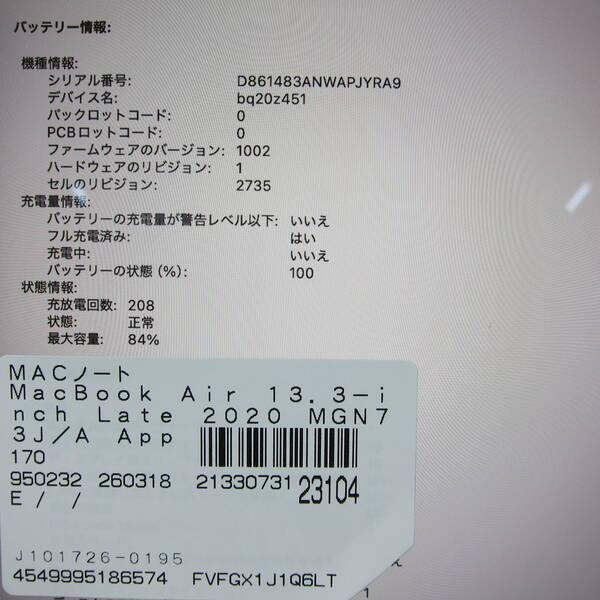 バッテリー情報:
機種情報:
シリアル番号: D861483ANWAPJYRA9
デバイス名: bq20z451
パックロットコード: 0
PCBロットコード: 0
ファームウェアのバージョン: 1002
ハードウェアのリビジョン: 1
セルのリビジョン: 2735
充電量情報:
バッテリーの充電量が警告レベル以下: いいえ
フル充電済み: はい
充電中: いいえ
バッテリーの状態 (%): 100
状態情報:
充放電回数: 208
状態: 正常
最大容量: 84%
MACノート
MacBook Air 13.3-i
nch Late 2020 MGN7
3J/A App
170
950232 260318 21330731 23104
E / /
J101726-0195
え
4549995186574 FVFGX1J1Q6LT
1